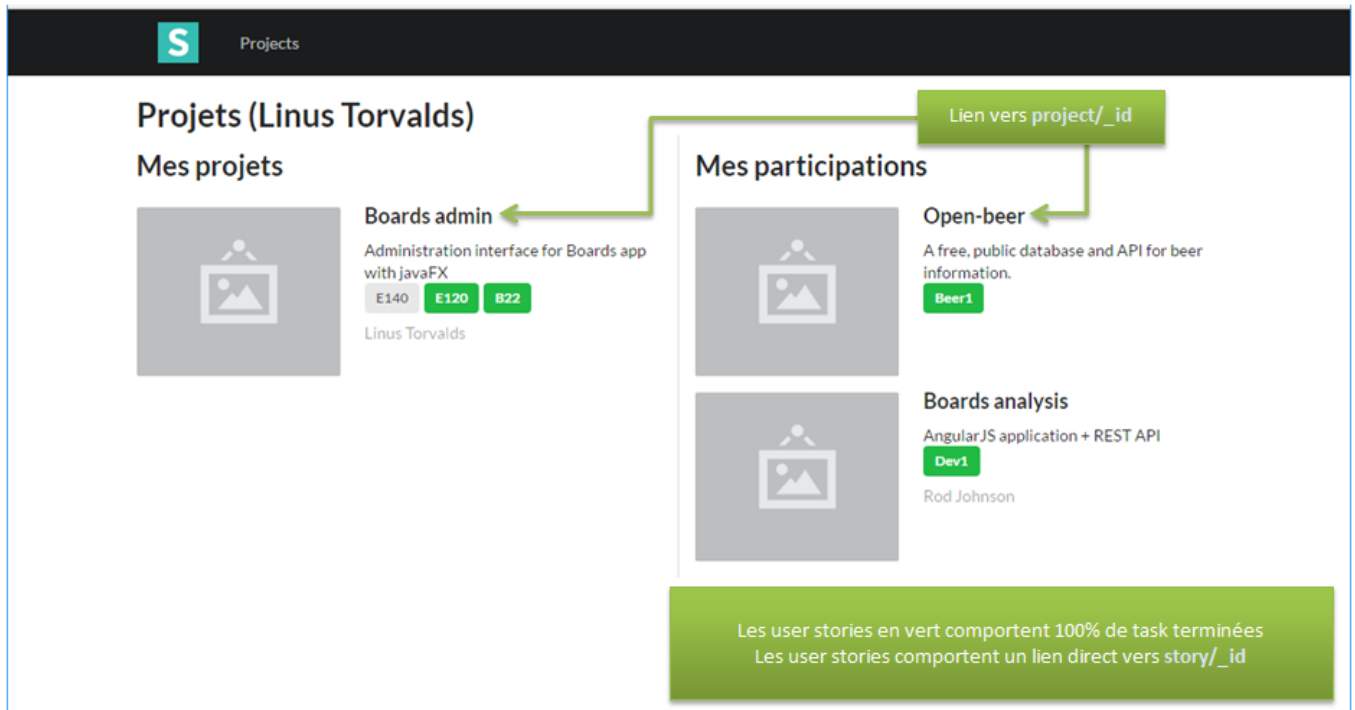 S
Projects
Projets (Linus Torvalds)
Lien vers project/_id
Mes projets
Boards admin
Administration interface for Boards app
with javaFX
E140 E120 B22
Linus Torvalds
Mes participations
Open-beer
A free, public database and API for beer
information.
Beer1
Boards analysis
AngularJS application + REST API
Dev1
Rod Johnson
Les user stories en vert comportent 100% de task terminées
Les user stories comportent un lien direct vers story/_id